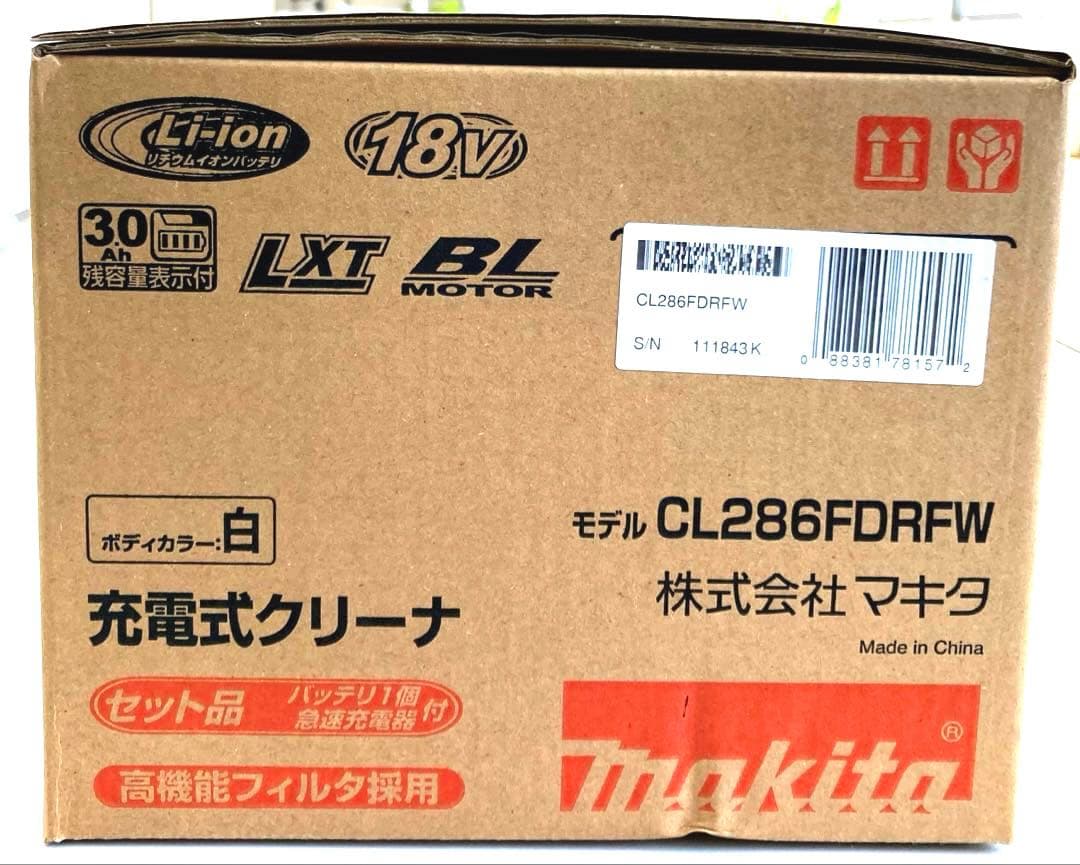 Li-ion
リチウムイオンバッテリ
18V
3.0
Ah
残容量表示付
LXT
BL
MOTOR
CL286FDRFW
S/N 111843K
0 88381 78157 2
ボディカラー:白
モデル CL286FDRFW
充電式クリーナ
株式会社 マキタ
Made in China
セット品 バッテリ1個
急速充電器 付
高機能フィルタ採用
makita®